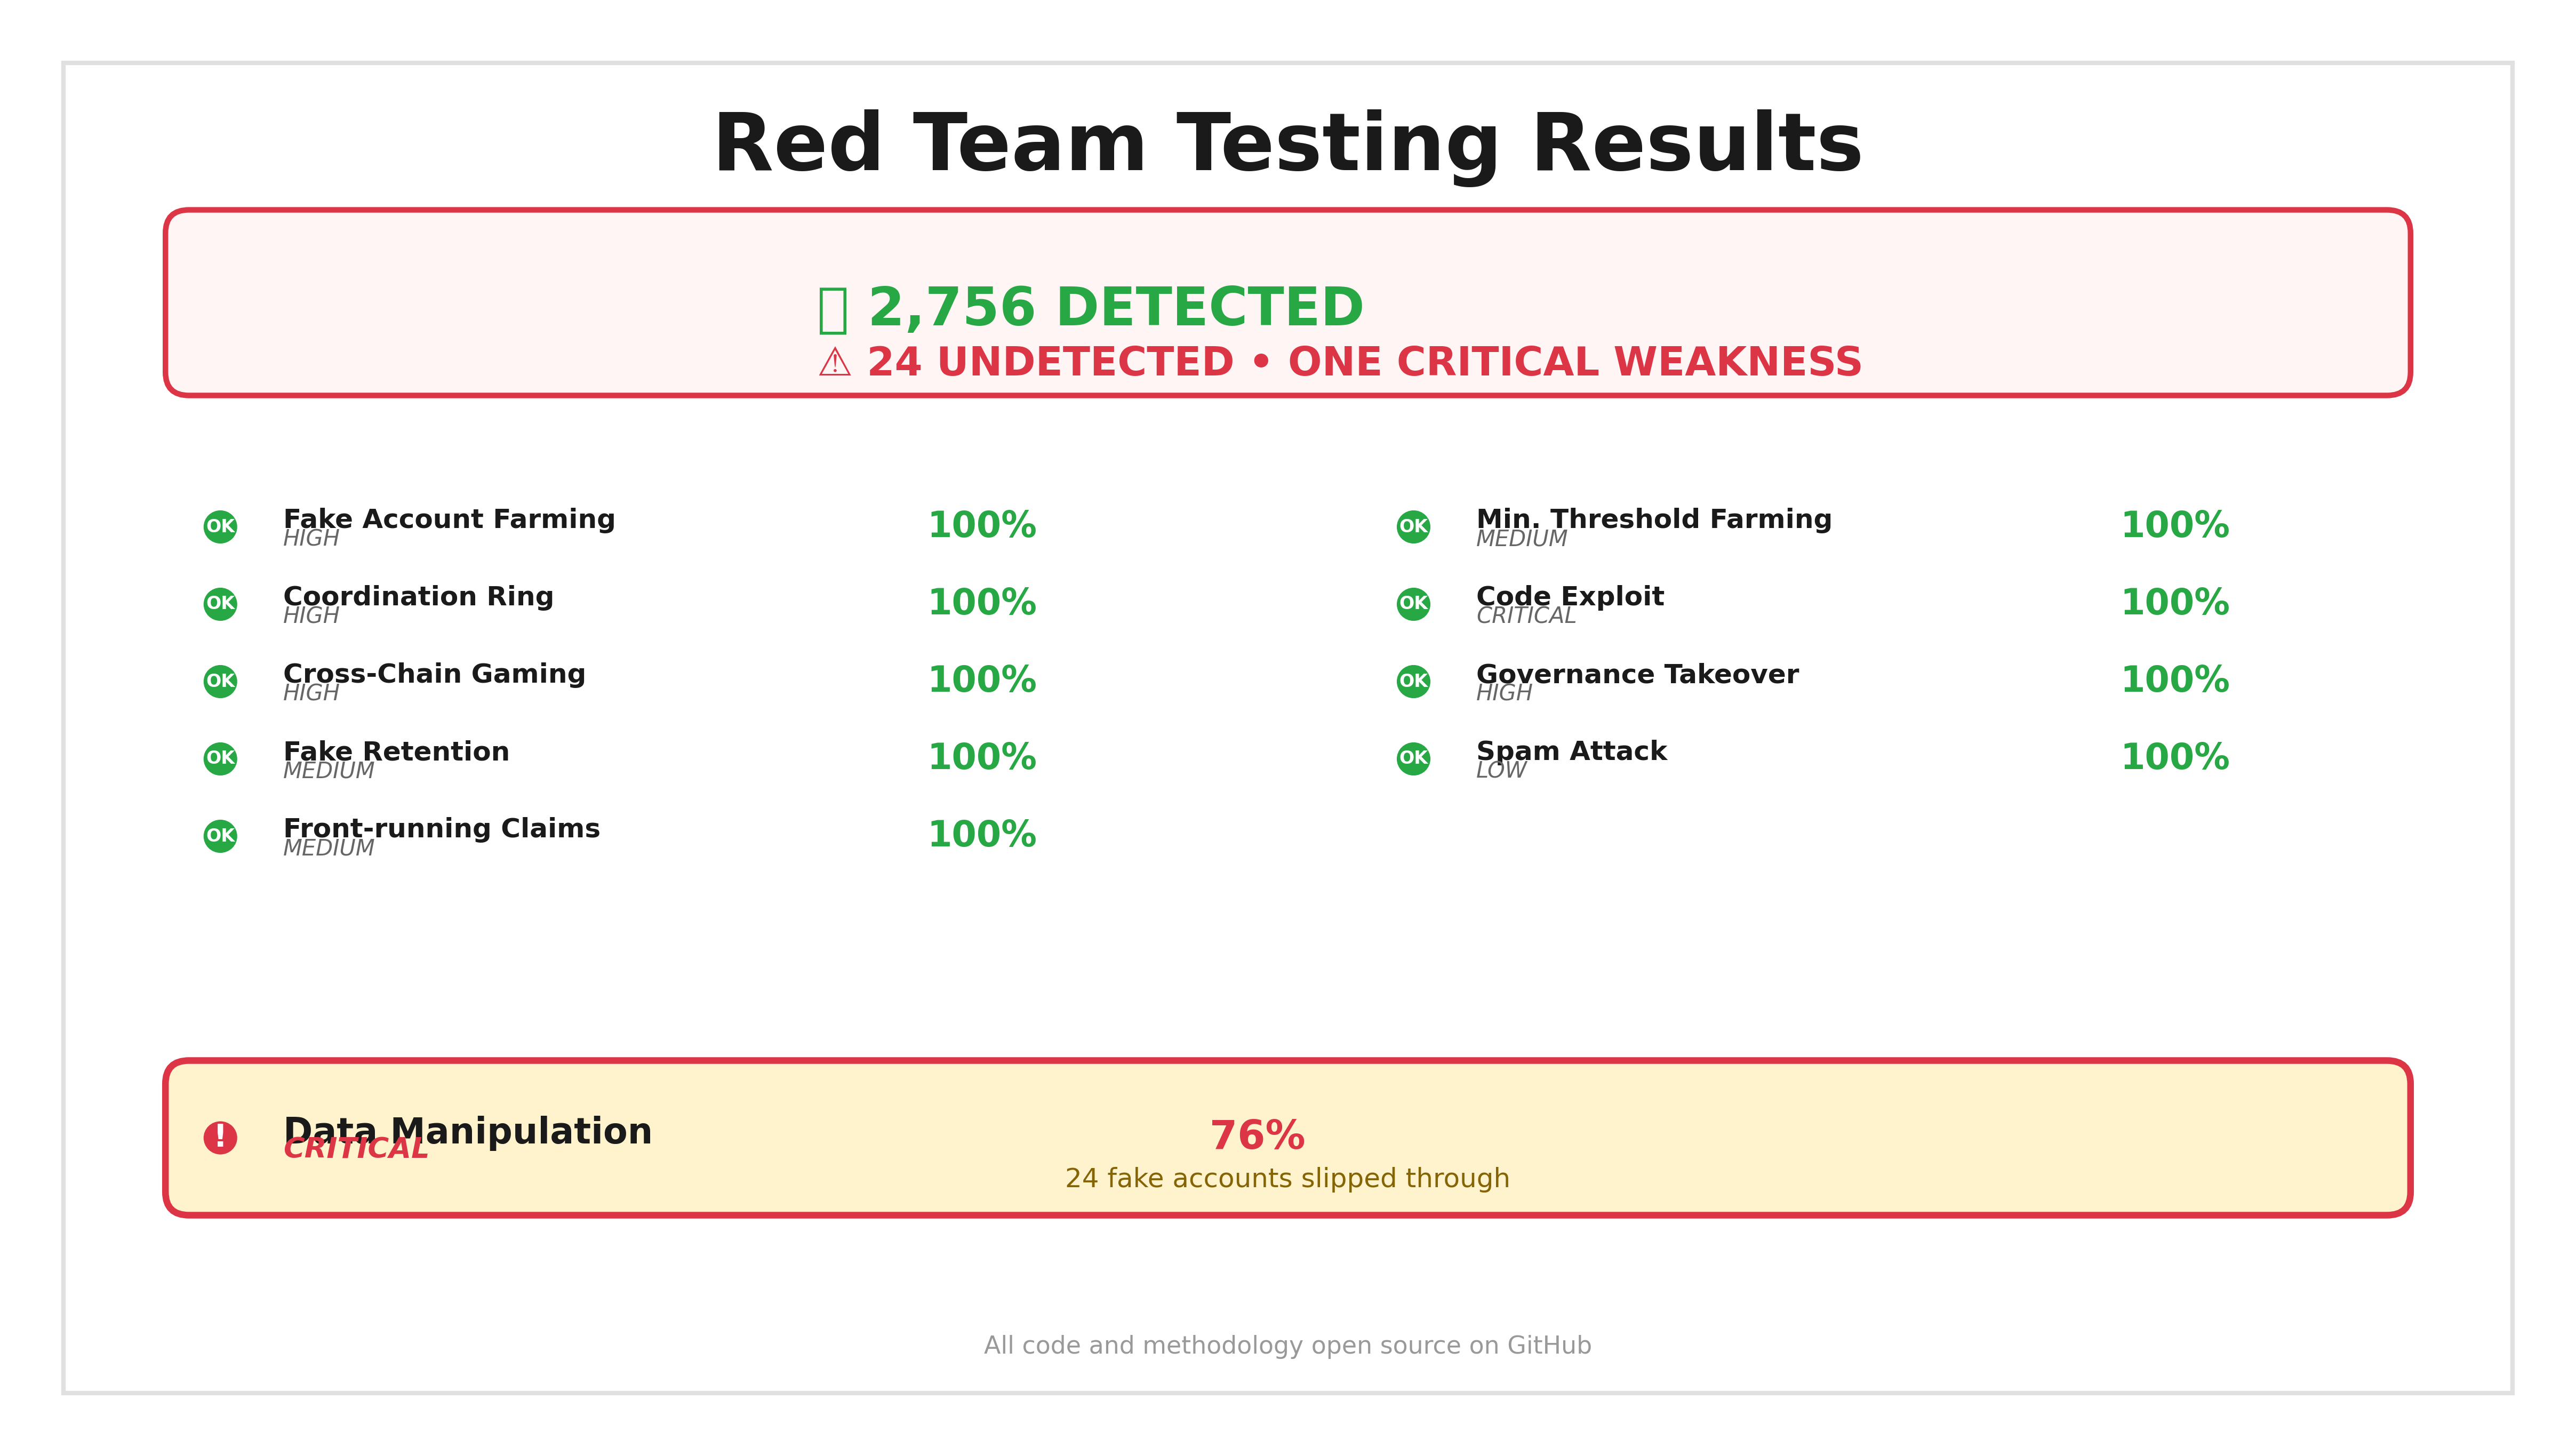 Red Team Testing Results
2,756 DETECTED
⚠ 24 UNDETECTED • ONE CRITICAL WEAKNESS
OK Fake Account Farming 100%
HIGH
OK Coordination Ring 100%
HIGH
OK Cross-Chain Gaming 100%
HIGH
OK Fake Retention 100%
MEDIUM
OK Front-running Claims 100%
MEDIUM
OK Min. Threshold Farming 100%
MEDIUM
OK Code Exploit 100%
CRITICAL
OK Governance Takeover 100%
HIGH
OK Spam Attack 100%
LOW
! Data Manipulation 76%
CRITICAL
24 fake accounts slipped through
All code and methodology open source on GitHub